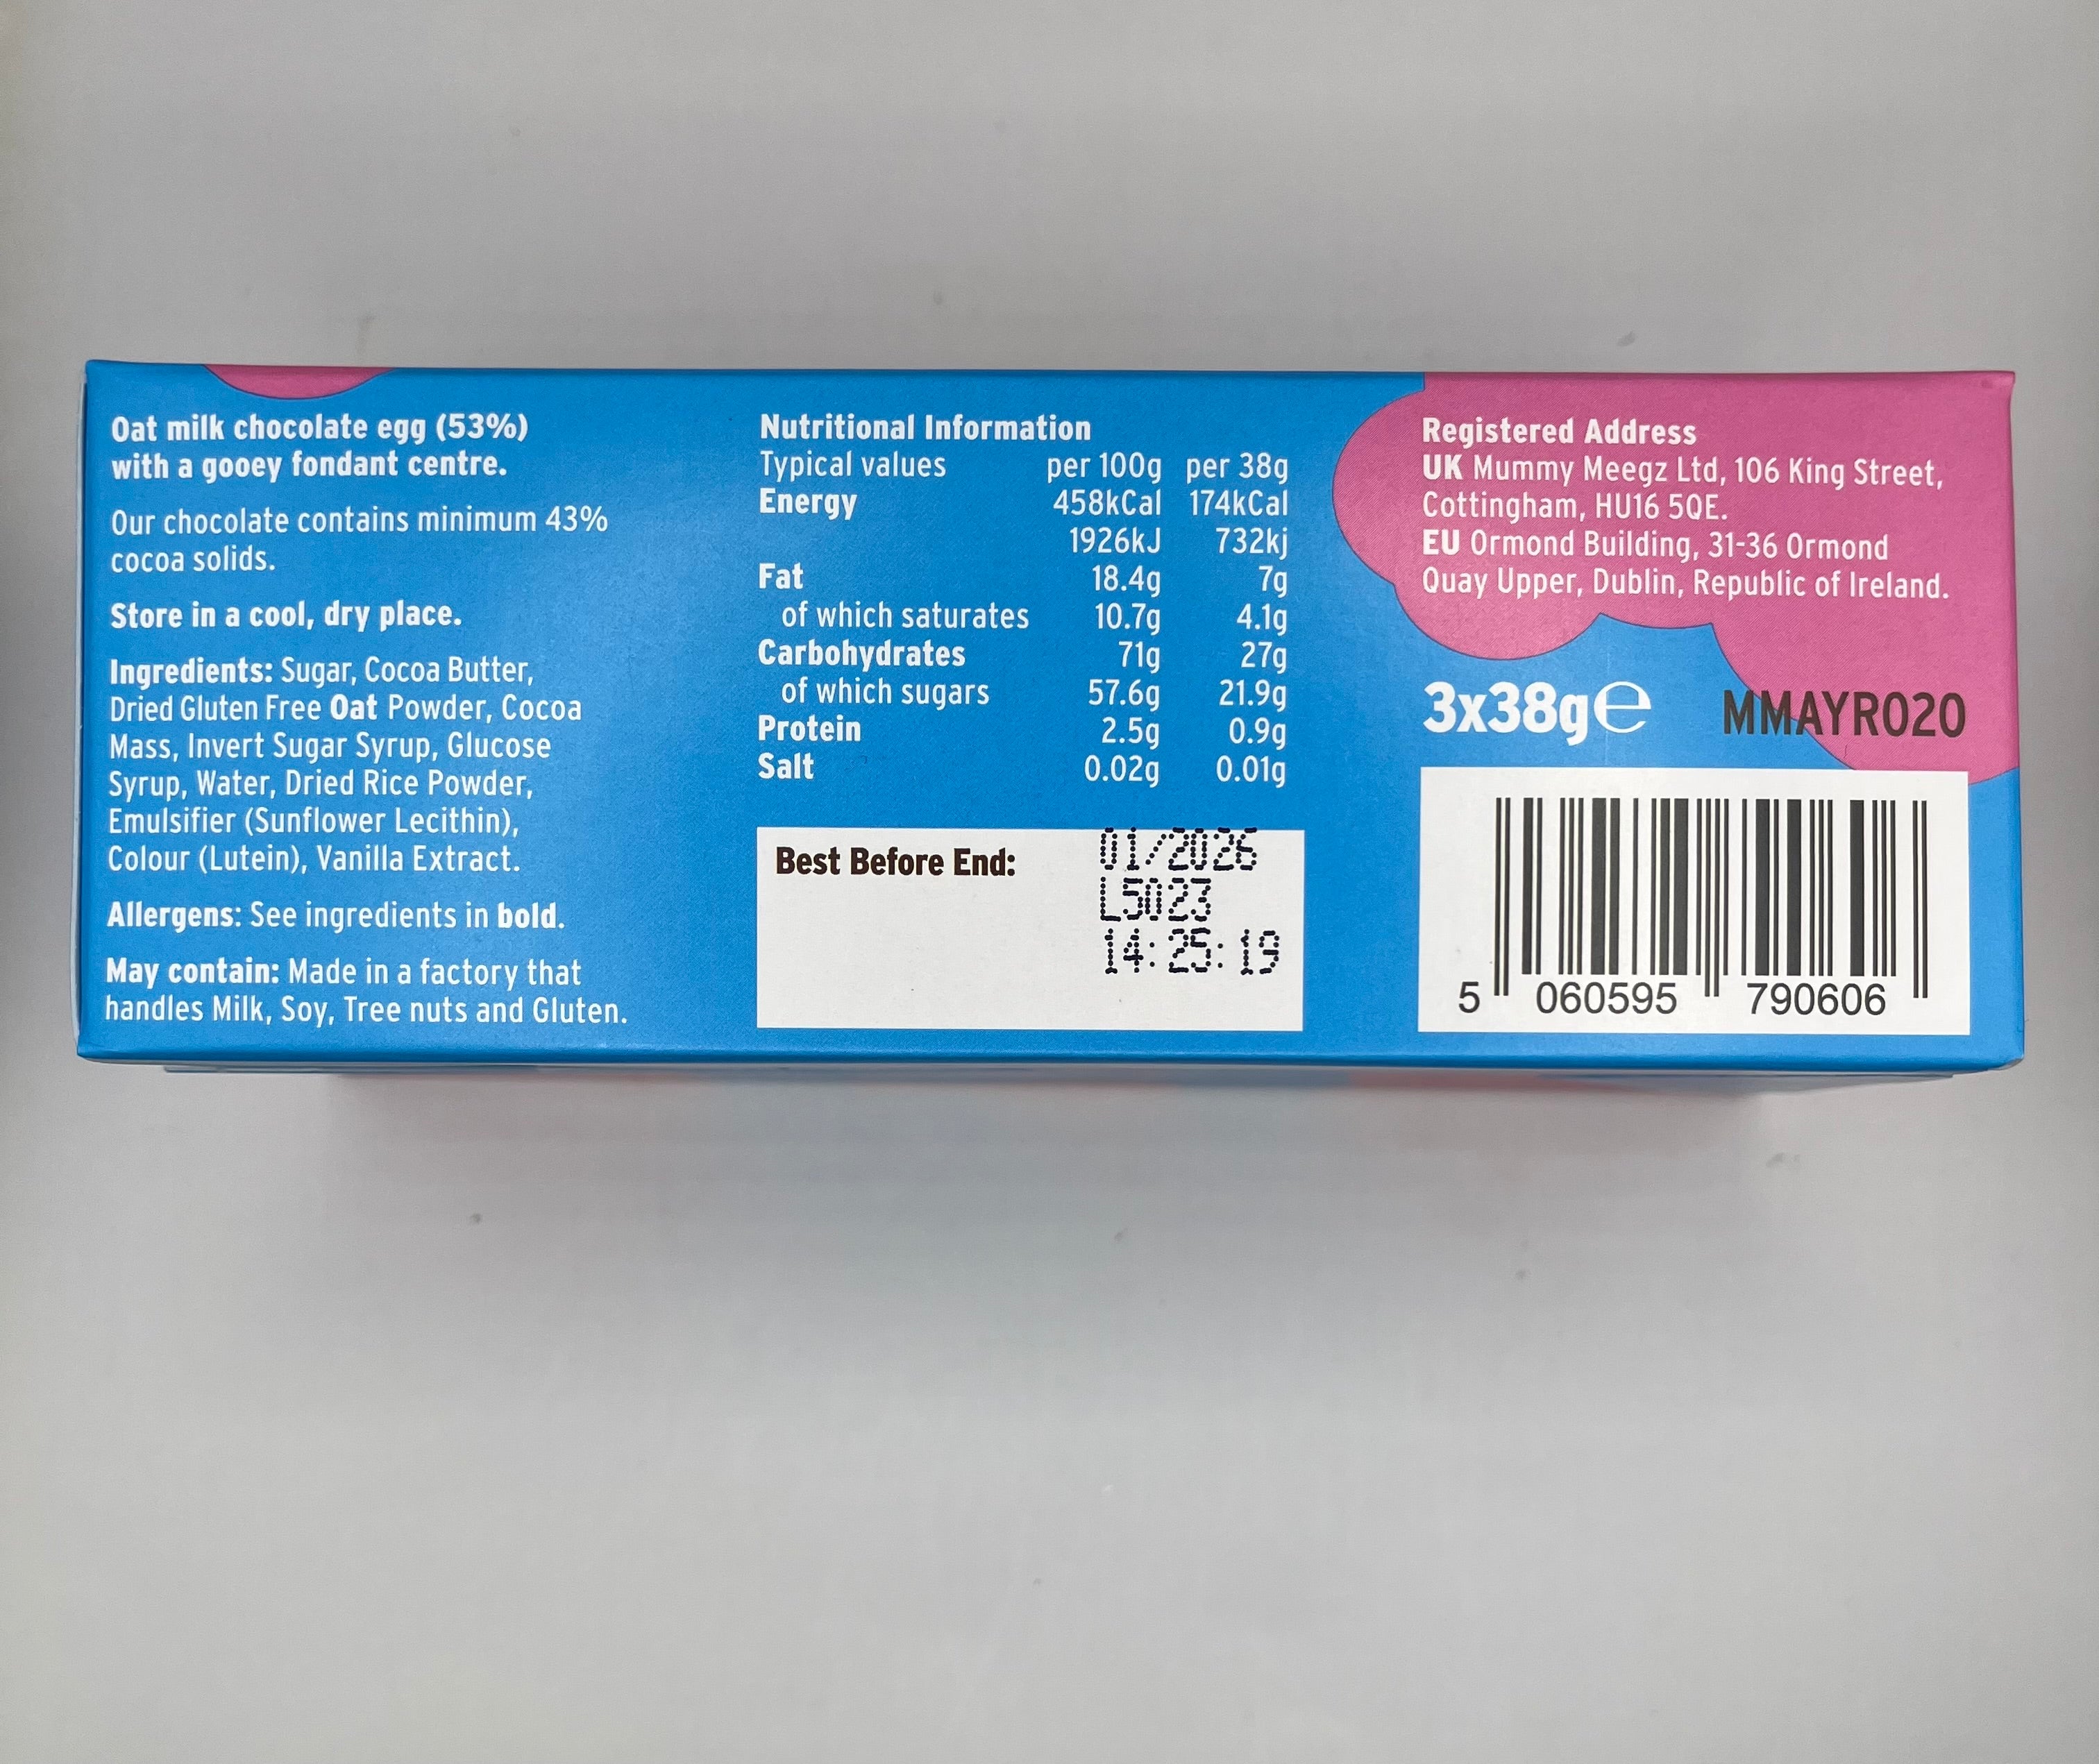 Oat milk chocolate egg (53%)
with a gooey fondant centre.
Our chocolate contains minimum 43%
cocoa solids.
Store in a cool, dry place.
Ingredients: Sugar, Cocoa Butter,
Dried Gluten Free Oat Powder, Cocoa
Mass, Invert Sugar Syrup, Glucose
Syrup, Water, Dried Rice Powder,
Emulsifier (Sunflower Lecithin),
Colour (Lutein), Vanilla Extract.
Allergens: See ingredients in bold.
May contain: Made in a factory that
handles Milk, Soy, Tree nuts and Gluten.
Nutritional Information
Typical values per 100g per 38g
Energy 458kCal 174kCal
1926kJ 732kj
Fat 18.4g 7g
of which saturates 10.7g 4.1g
Carbohydrates 71g 27g
of which sugars 57.6g 21.9g
Protein 2.5g 0.9g
Salt 0.02g 0.01g
Best Before End: 01/2026
L5023
14:25:19
Registered Address
UK Mummy Meegz Ltd, 106 King Street,
Cottingham, HU16 5QE.
EU Ormond Building, 31-36 Ormond
Quay Upper, Dublin, Republic of Ireland.
3x38g℮ MMAYRO20
5 060595 790606